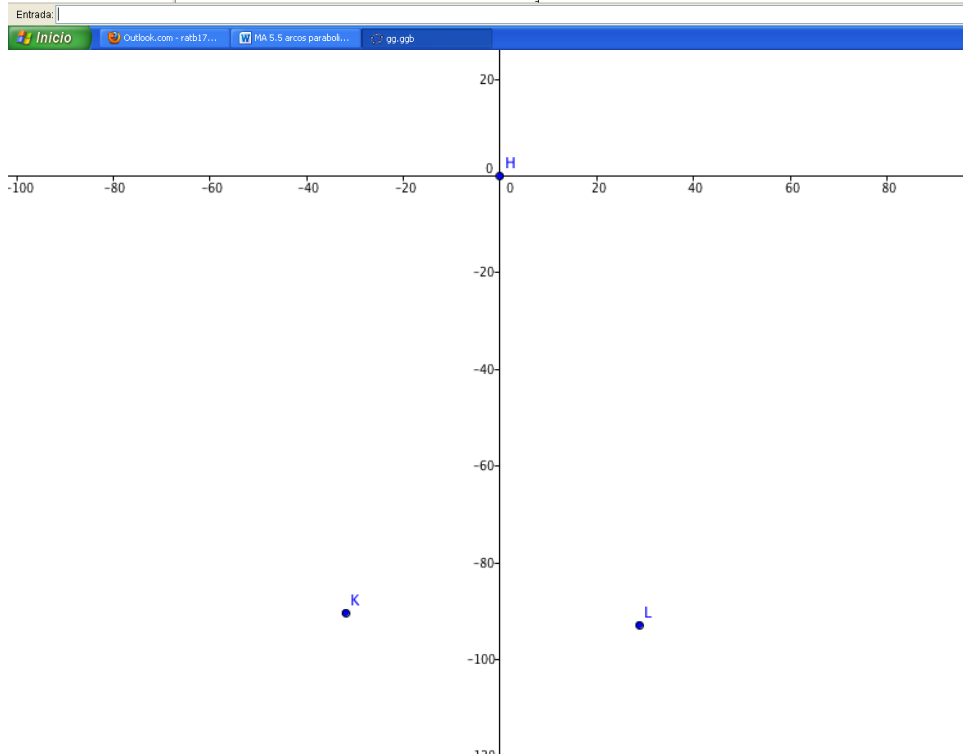 Entrada:
Inicio Outlook.com - ratb17... MA 5.5 arcos paraboli... gg.ggb
20
0 H
-100 -80 -60 -40 -20 0 20 40 60 80
-20
-40
-60
-80
K
L
-100